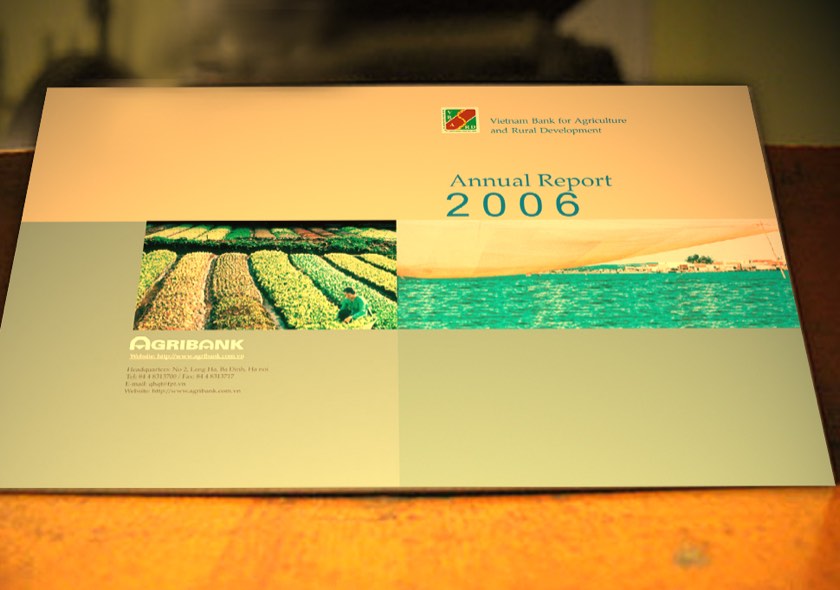 Vietnam Bank for Agriculture
and Rural Development
Annual Report
2006
AGRIBANK
Website: http://www.agribank.com.vn
Headquarters: No 2, Lang Ha, Ba Dinh, Ha noi
Tel: 84 4 8313700 / Fax: 84 4 8313717
E-mail:
Website: http://www.agribank.com.vn